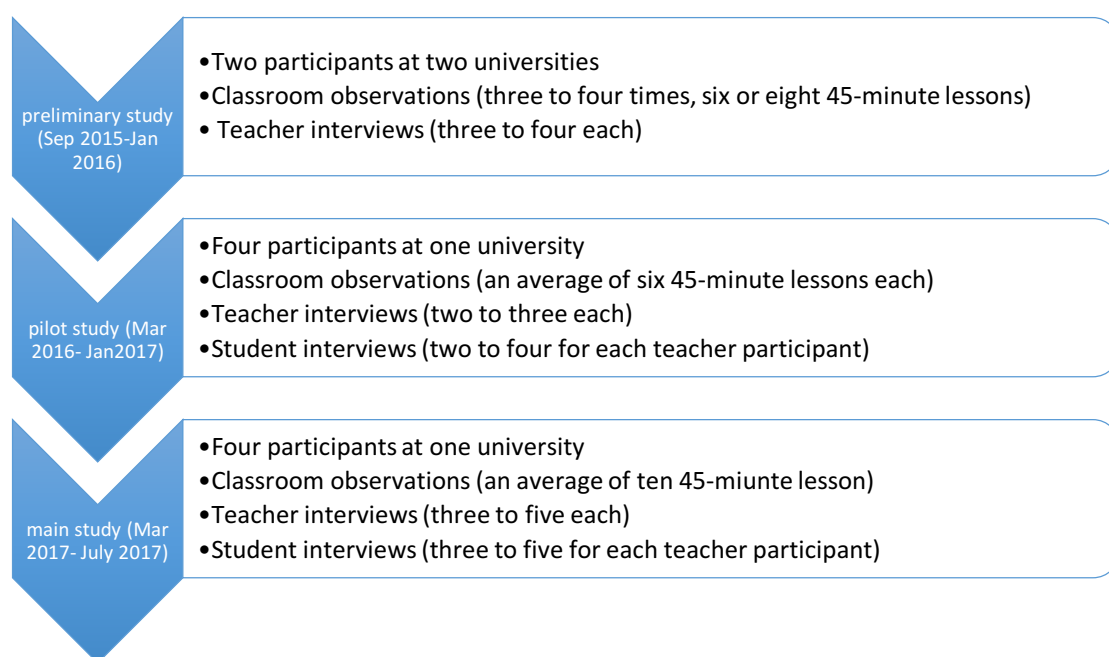 preliminary study
(Sep 2015-Jan
2016)
•Two participants at two universities
•Classroom observations (three to four times, six or eight 45-minute lessons)
• Teacher interviews (three to four each)
pilot study (Mar
2016- Jan2017)
•Four participants at one university
•Classroom observations (an average of six 45-minute lessons each)
•Teacher interviews (two to three each)
•Student interviews (two to four for each teacher participant)
main study (Mar
2017- July 2017)
•Four participants at one university
•Classroom observations (an average of ten 45-miunte lesson)
•Teacher interviews (three to five each)
•Student interviews (three to five for each teacher participant)